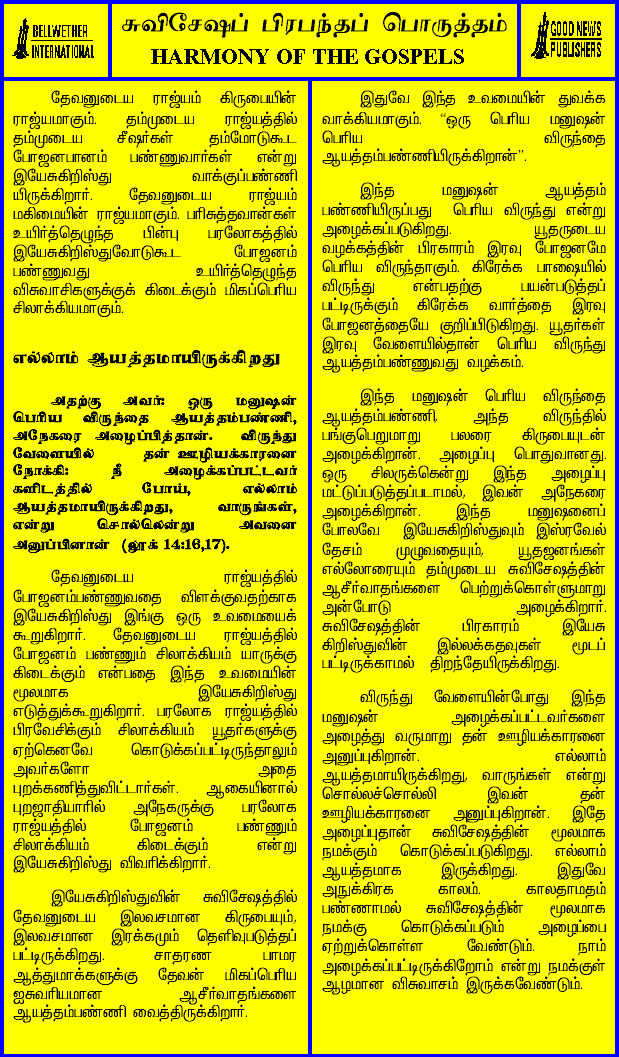 BELLWETHER
INTERNATIONAL
சுவிசேஷப் பிரபந்தப் பொருத்தம்
HARMONY OF THE GOSPELS
GOOD NEWS
PUBLISHERS
தேவனுடைய ராஜ்யம் கிருபையின்
ராஜ்யமாகும். தம்முடைய ராஜ்யத்தில்
தம்முடைய சீஷர்கள் தம்மோடுகூட
போஜனபானம் பண்ணுவார்கள் என்று
இயேசுகிறிஸ்து வாக்குப்பண்ணி
யிருக்கிறார். தேவனுடைய ராஜ்யம்
மகிமையின் ராஜ்யமாகும். பரிசுத்தவான்கள்
உயிர்த்தெழுந்த பின்பு பரலோகத்தில்
இயேசுகிறிஸ்துவோடுகூட போஜனம்
பண்ணுவது உயிர்த்தெழுந்த
விசுவாசிகளுக்குக் கிடைக்கும் மிகப்பெரிய
சிலாக்கியமாகும்.
எல்லாம் ஆயத்தமாயிருக்கிறது
அதற்கு அவர்: ஒரு மனுஷன்
பெரிய விருந்தை ஆயத்தம்பண்ணி,
அநேகரை அழைப்பித்தான். விருந்து
வேளையில் தன் ஊழியக்காரனை
நோக்கி: நீ அழைக்கப்பட்டவர்
களிடத்தில் போய், எல்லாம்
ஆயத்தமாயிருக்கிறது, வாருங்கள்,
என்று சொல்லென்று அவனை
அனுப்பினான் (லூக் 14:16,17).
தேவனுடைய ராஜ்யத்தில்
போஜனம்பண்ணுவதை விளக்குவதற்காக
இயேசுகிறிஸ்து இங்கு ஒரு உவமையைக்
கூறுகிறார். தேவனுடைய ராஜ்யத்தில்
போஜனம் பண்ணும் சிலாக்கியம் யாருக்கு
கிடைக்கும் என்பதை இந்த உவமையின்
மூலமாக இயேசுகிறிஸ்து
எடுத்துக்கூறுகிறார். பரலோக ராஜ்யத்தில்
பிரவேசிக்கும் சிலாக்கியம் யூதர்களுக்கு
ஏற்கெனவே கொடுக்கப்பட்டிருந்தாலும்
அவர்களோ அதை
புறக்கணித்துவிட்டார்கள். ஆகையினால்
புறஜாதியாரில் அநேகருக்கு பரலோக
ராஜ்யத்தில் போஜனம் பண்ணும்
சிலாக்கியம் கிடைக்கும் என்று
இயேசுகிறிஸ்து விவரிக்கிறார்.
இயேசுகிறிஸ்துவின் சுவிசேஷத்தில்
தேவனுடைய இலவசமான கிருபையும்,
இலவசமான இரக்கமும் தெளிவுபடுத்தப்
பட்டிருக்கிறது. சாதரண பாமர
ஆத்துமாக்களுக்கு தேவன் மிகப்பெரிய
ஐசுவரியமான ஆசீர்வாதங்களை
ஆயத்தம்பண்ணி வைத்திருக்கிறார்.
இதுவே இந்த உவமையின் துவக்க
வாக்கியமாகும். “ஒரு பெரிய மனுஷன்
பெரிய விருந்தை
ஆயத்தம்பண்ணியிருக்கிறான்”.
இந்த மனுஷன் ஆயத்தம்
பண்ணியிருப்பது பெரிய விருந்து என்று
அழைக்கப்படுகிறது. யூதருடைய
வழக்கத்தின் பிரகாரம் இரவு போஜனமே
பெரிய விருந்தாகும். கிரேக்க பாஷையில்
விருந்து என்பதற்கு பயன்படுத்தப்
பட்டிருக்கும் கிரேக்க வார்த்தை இரவு
போஜனத்தையே குறிப்பிடுகிறது. யூதர்கள்
இரவு வேளையில்தான் பெரிய விருந்து
ஆயத்தம்பண்ணுவது வழக்கம்.
இந்த மனுஷன் பெரிய விருந்தை
ஆயத்தம்பண்ணி, அந்த விருந்தில்
பங்குபெறுமாறு பலரை கிருபையுடன்
அழைக்கிறான். அழைப்பு பொதுவானது.
ஒரு சிலருக்கென்று இந்த அழைப்பு
மட்டுப்படுத்தப்படாமல், இவன் அநேகரை
அழைக்கிறான். இந்த மனுஷனைப்
போலவே இயேசுகிறிஸ்துவும் இஸ்ரவேல்
தேசம் முழுவதையும், யூதஜனங்கள்
எல்லோரையும் தம்முடைய சுவிசேஷத்தின்
ஆசீர்வாதங்களை பெற்றுக்கொள்ளுமாறு
அன்போடு அழைக்கிறார்.
சுவிசேஷத்தின் பிரகாரம் இயேசு
கிறிஸ்துவின் இல்லக்கதவுகள் மூடப்
பட்டிருக்காமல் திறந்தேயிருக்கிறது.
விருந்து வேளையின்போது இந்த
மனுஷன் அழைக்கப்பட்டவர்களை
அழைத்து வருமாறு தன் ஊழியக்காரனை
அனுப்புகிறான். எல்லாம்
ஆயத்தமாயிருக்கிறது, வாருங்கள் என்று
சொல்லச்சொல்லி இவன் தன்
ஊழியக்காரனை அனுப்புகிறான். இதே
அழைப்புதான் சுவிசேஷத்தின் மூலமாக
நமக்கும் கொடுக்கப்படுகிறது. எல்லாம்
ஆயத்தமாக இருக்கிறது. இதுவே
அநுக்கிரக காலம். காலதாமதம்
பண்ணாமல் சுவிசேஷத்தின் மூலமாக
நமக்கு கொடுக்கப்படும் அழைப்பை
ஏற்றுக்கொள்ள வேண்டும். நாம்
அழைக்கப்பட்டிருக்கிறோம் என்று நமக்குள்
ஆழமான விசுவாசம் இருக்கவேண்டும்.